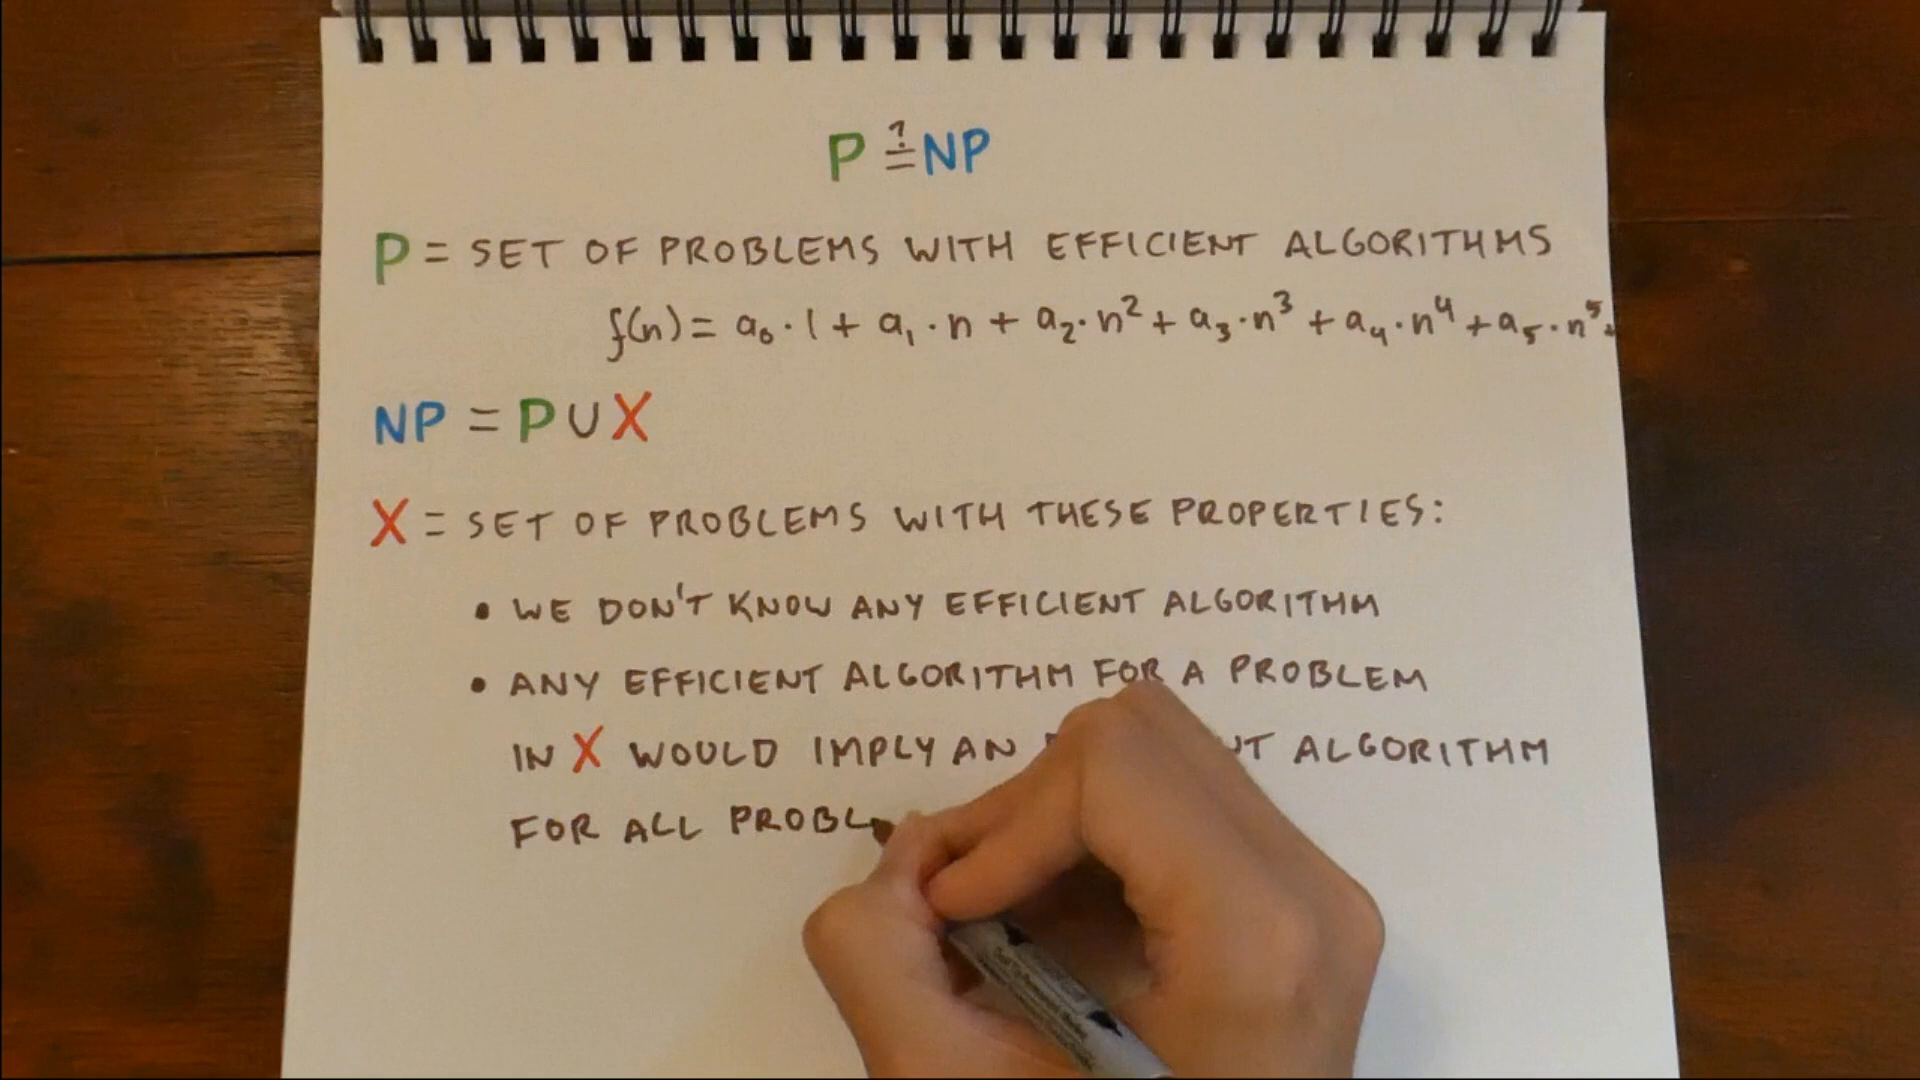 P ≟ NP
P = SET OF PROBLEMS WITH EFFICIENT ALGORITHMS
f(n) = a₀·1 + a₁·n + a₂·n² + a₃·n³ + a₄·n⁴ + a₅·n⁵+
NP = P ∪ X
X = SET OF PROBLEMS WITH THESE PROPERTIES:
• WE DON'T KNOW ANY EFFICIENT ALGORITHM
• ANY EFFICIENT ALGORITHM FOR A PROBLEM
IN X WOULD IMPLY AN ALGORITHM
FOR ALL PROBL